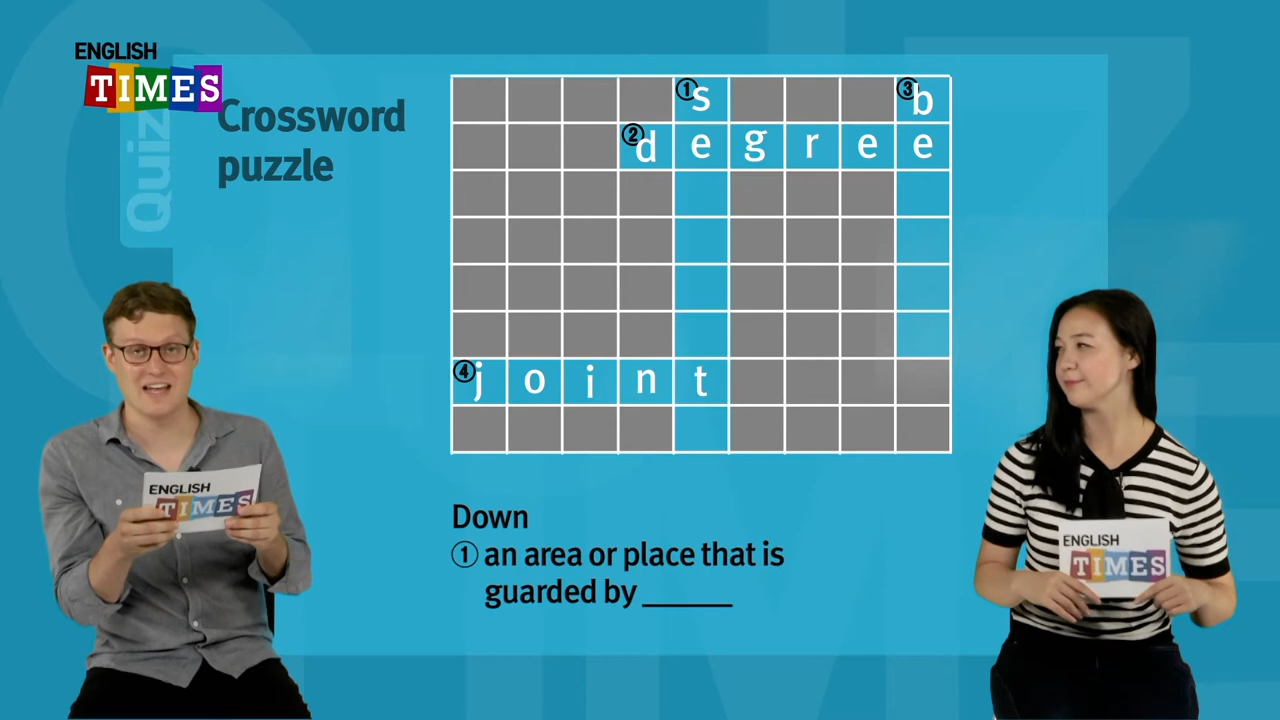 ENGLISH
TIMES
Quiz
Crossword
puzzle
① s
③ b
② d e g r e e
④ j o i n t
Down
① an area or place that is
guarded by ______
ENGLISH
TIMES
ENGLISH
TIMES